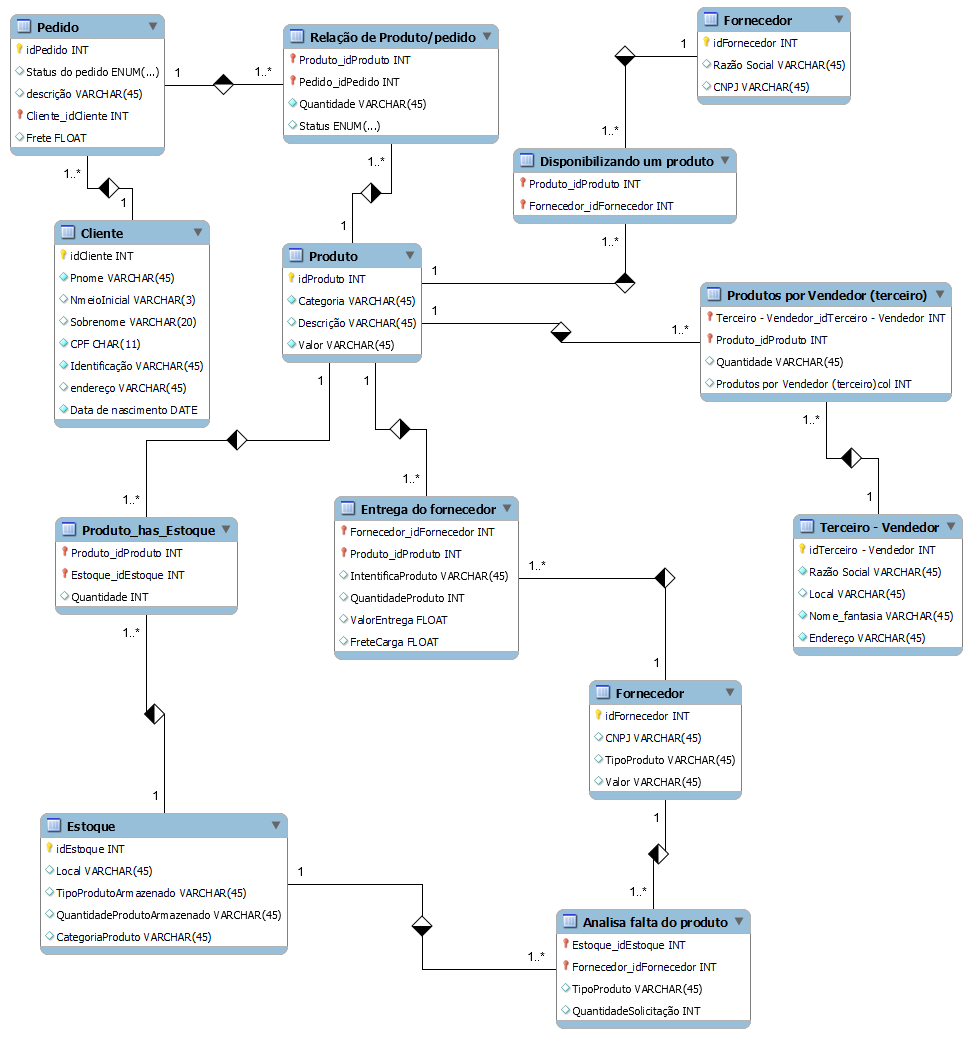 Pedido
idPedido INT
Status do pedido ENUM(...)
descrição VARCHAR(45)
Cliente_idCliente INT
Frete FLOAT
1
1..*
Relação de Produto/pedido
Produto_idProduto INT
Pedido_idPedido INT
Quantidade VARCHAR(45)
Status ENUM(...)
Fornecedor
idFornecedor INT
Razão Social VARCHAR(45)
CNPJ VARCHAR(45)
1
1..*
Disponibilizando um produto
Produto_idProduto INT
Fornecedor_idFornecedor INT
1..*
1..*
1
Cliente
idCliente INT
Pnome VARCHAR(45)
NmeioInicial VARCHAR(3)
Sobrenome VARCHAR(20)
CPF CHAR(11)
Identificação VARCHAR(45)
endereço VARCHAR(45)
Data de nascimento DATE
1..*
1
Produto
idProduto INT
Categoria VARCHAR(45)
Descrição VARCHAR(45)
Valor VARCHAR(45)
1
1
1..*
Produtos por Vendedor (terceiro)
Terceiro - Vendedor_idTerceiro - Vendedor INT
Produto_idProduto INT
Quantidade VARCHAR(45)
Produtos por Vendedor (terceiro)col INT
1..*
1
1
1
1..*
1..*
Produto_has_Estoque
Produto_idProduto INT
Estoque_idEstoque INT
Quantidade INT
1..*
Entrega do fornecedor
Fornecedor_idFornecedor INT
Produto_idProduto INT
IntentificaProduto VARCHAR(45)
QuantidadeProduto INT
ValorEntrega FLOAT
FreteCarga FLOAT
1..*
1
Terceiro - Vendedor
idTerceiro - Vendedor INT
Razão Social VARCHAR(45)
Local VARCHAR(45)
Nome_fantasia VARCHAR(45)
Endereço VARCHAR(45)
Fornecedor
idFornecedor INT
CNPJ VARCHAR(45)
TipoProduto VARCHAR(45)
Valor VARCHAR(45)
1
1
1..*
Estoque
idEstoque INT
Local VARCHAR(45)
TipoProdutoArmazenado VARCHAR(45)
QuantidadeProdutoArmazenado VARCHAR(45)
CategoriaProduto VARCHAR(45)
1
1..*
Analisa falta do produto
Estoque_idEstoque INT
Fornecedor_idFornecedor INT
TipoProduto VARCHAR(45)
QuantidadeSolicitação INT